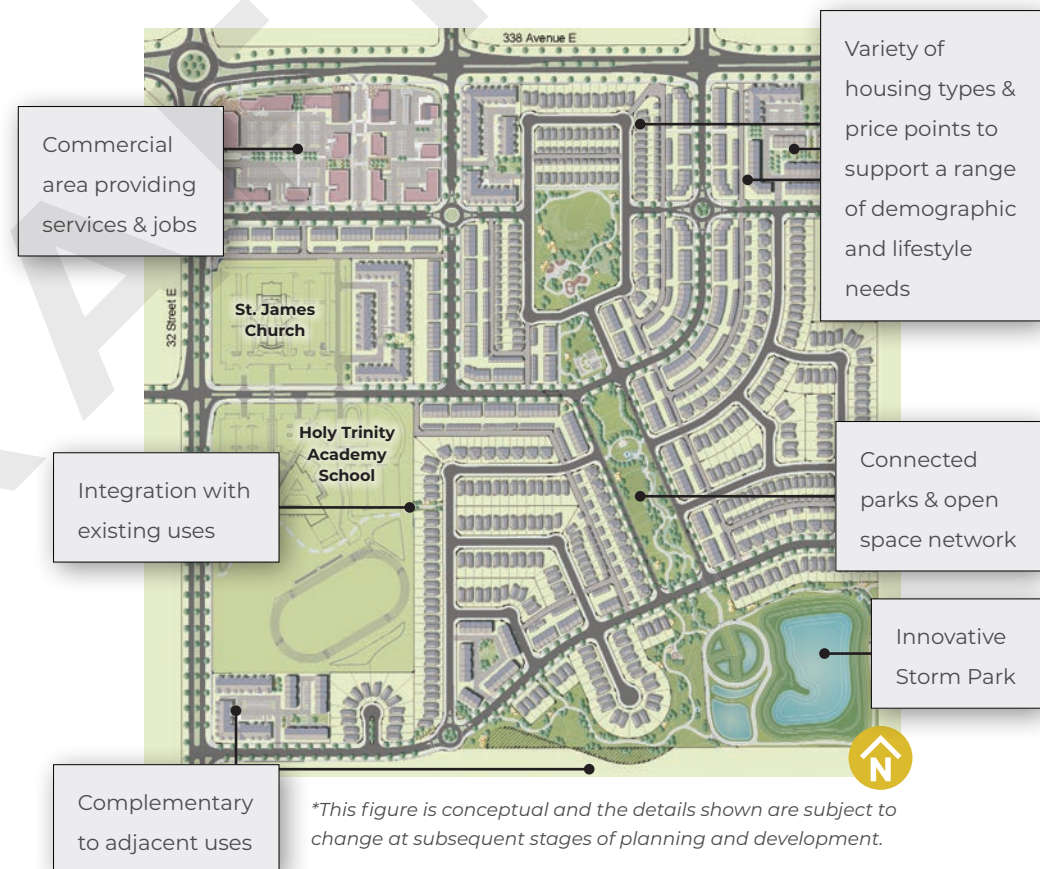 338 Avenue E
Variety of
housing types &
price points to
support a range
of demographic
and lifestyle
needs
Commercial
area providing
services & jobs
32 Street E
St. James
Church
Holy Trinity
Academy
School
Integration with
existing uses
Connected
parks & open
space network
Innovative
Storm Park
N
Complementary
to adjacent uses
*This figure is conceptual and the details shown are subject to
change at subsequent stages of planning and development.